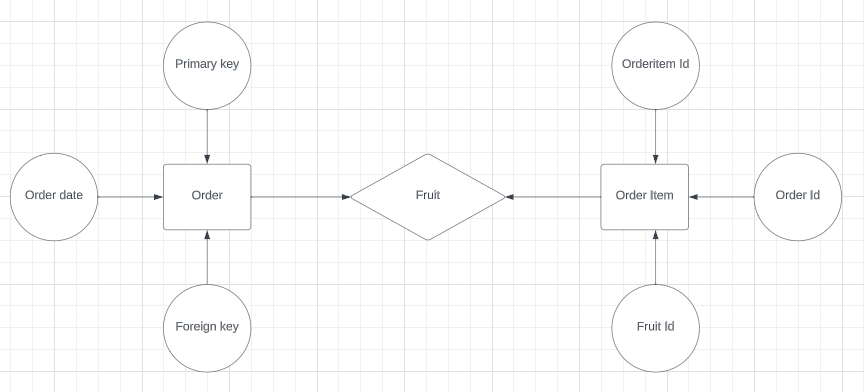 Primary key
Orderitem Id
Order date
Order
Fruit
Order Item
Order Id
Foreign key
Fruit Id